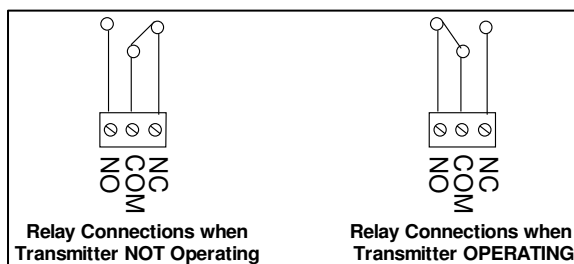 NO COM NC
NO COM NC
Relay Connections when
Transmitter NOT Operating
Relay Connections when
Transmitter OPERATING